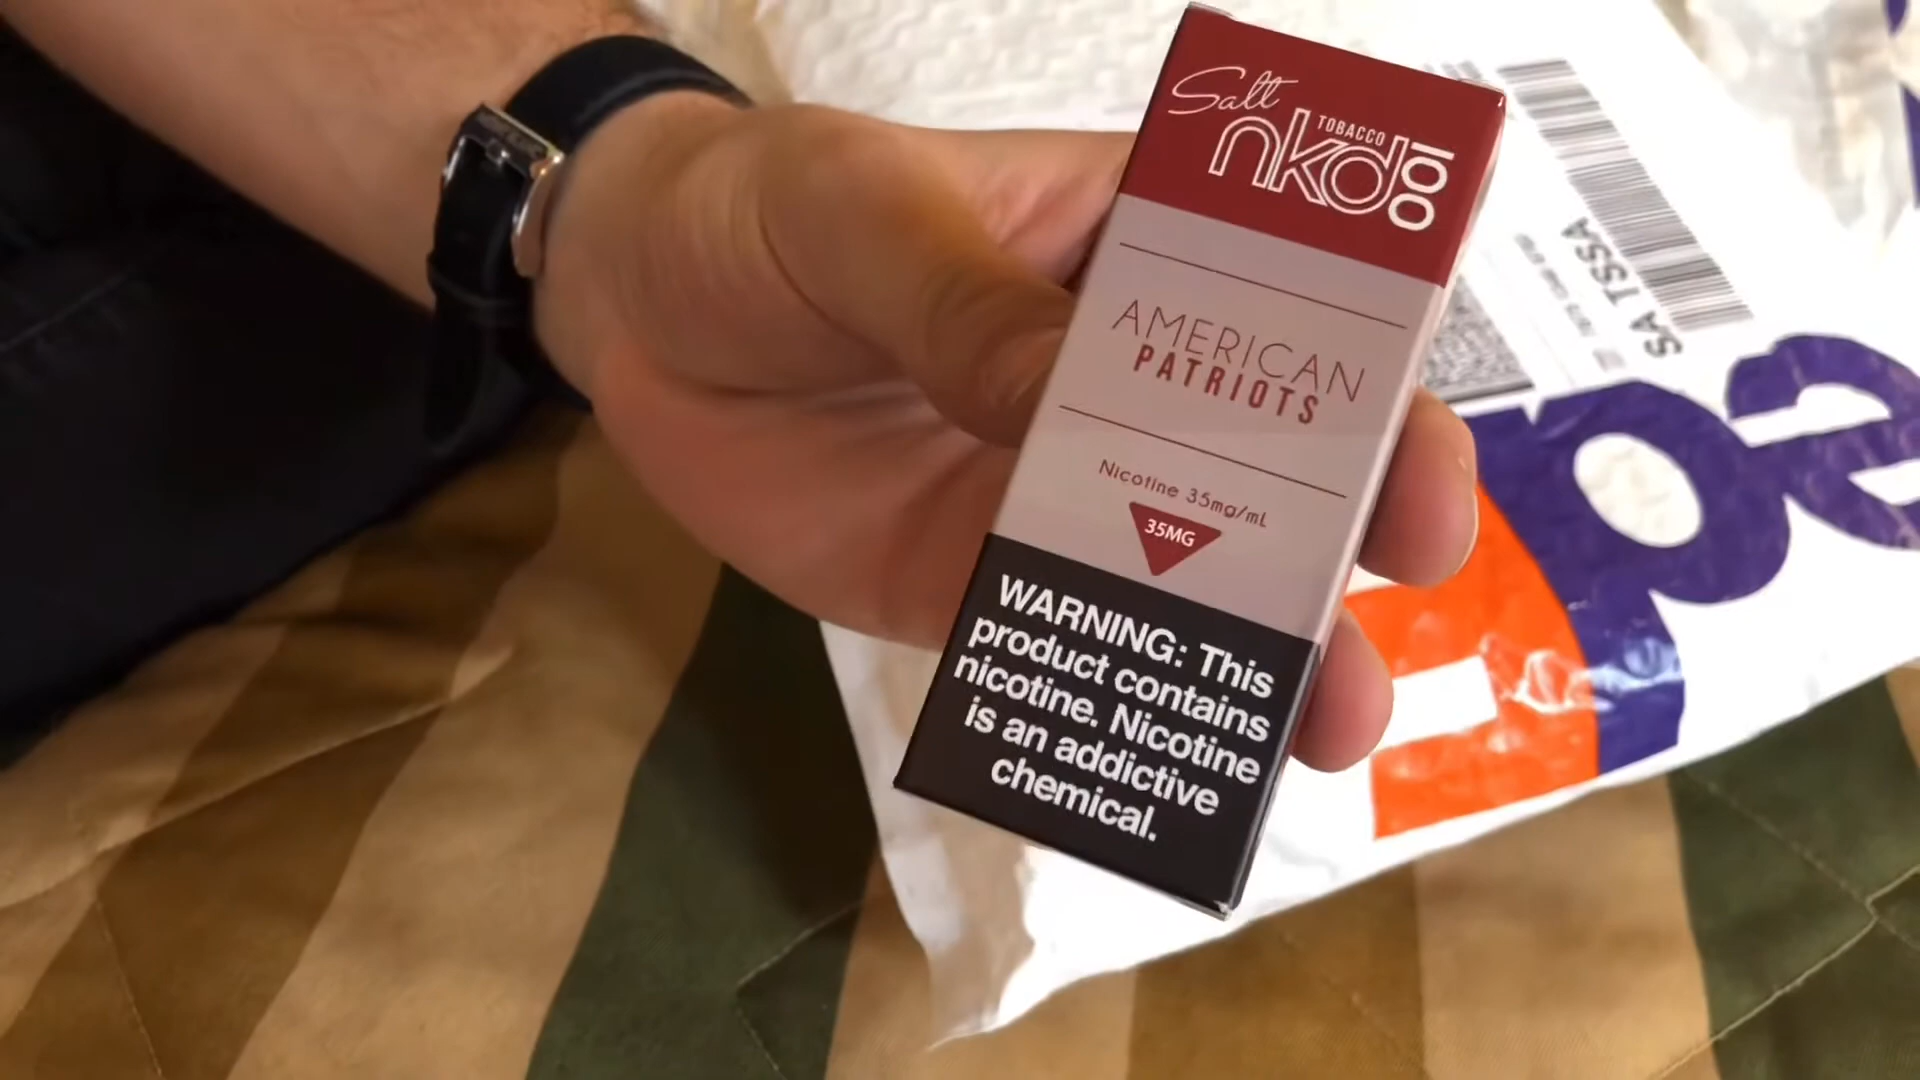 Salt
TOBACCO
nkd
100
AMERICAN
PATRIOTS
Nicotine 35mg/mL
35MG
WARNING: This
product contains
nicotine. Nicotine
is an addictive
chemical.
SA TSSA